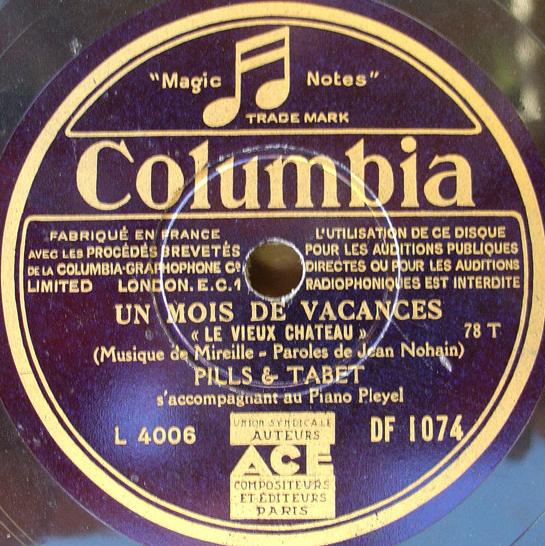 "Magic Notes"
TRADE MARK
Columbia
FABRIQUÉ EN FRANCE
AVEC LES PROCÉDÉS BREVETÉS
DE LA COLUMBIA-GRAPHOPHONE Cº
LIMITED LONDON.E.C.1
L'UTILISATION DE CE DISQUE
POUR LES AUDITIONS PUBLIQUES
DIRECTES OU POUR LES AUDITIONS
RADIOPHONIQUES EST INTERDITE
UN MOIS DE VACANCES
« LE VIEUX CHATEAU » 78 T
(Musique de Mireille - Paroles de Jean Nohain)
PILLS & TABET
s'accompagnant au Piano Pleyel
L 4006
DF 1074
UNION SYNDICALE
AUTEURS
ACE
COMPOSITEURS
ET ÉDITEURS
PARIS